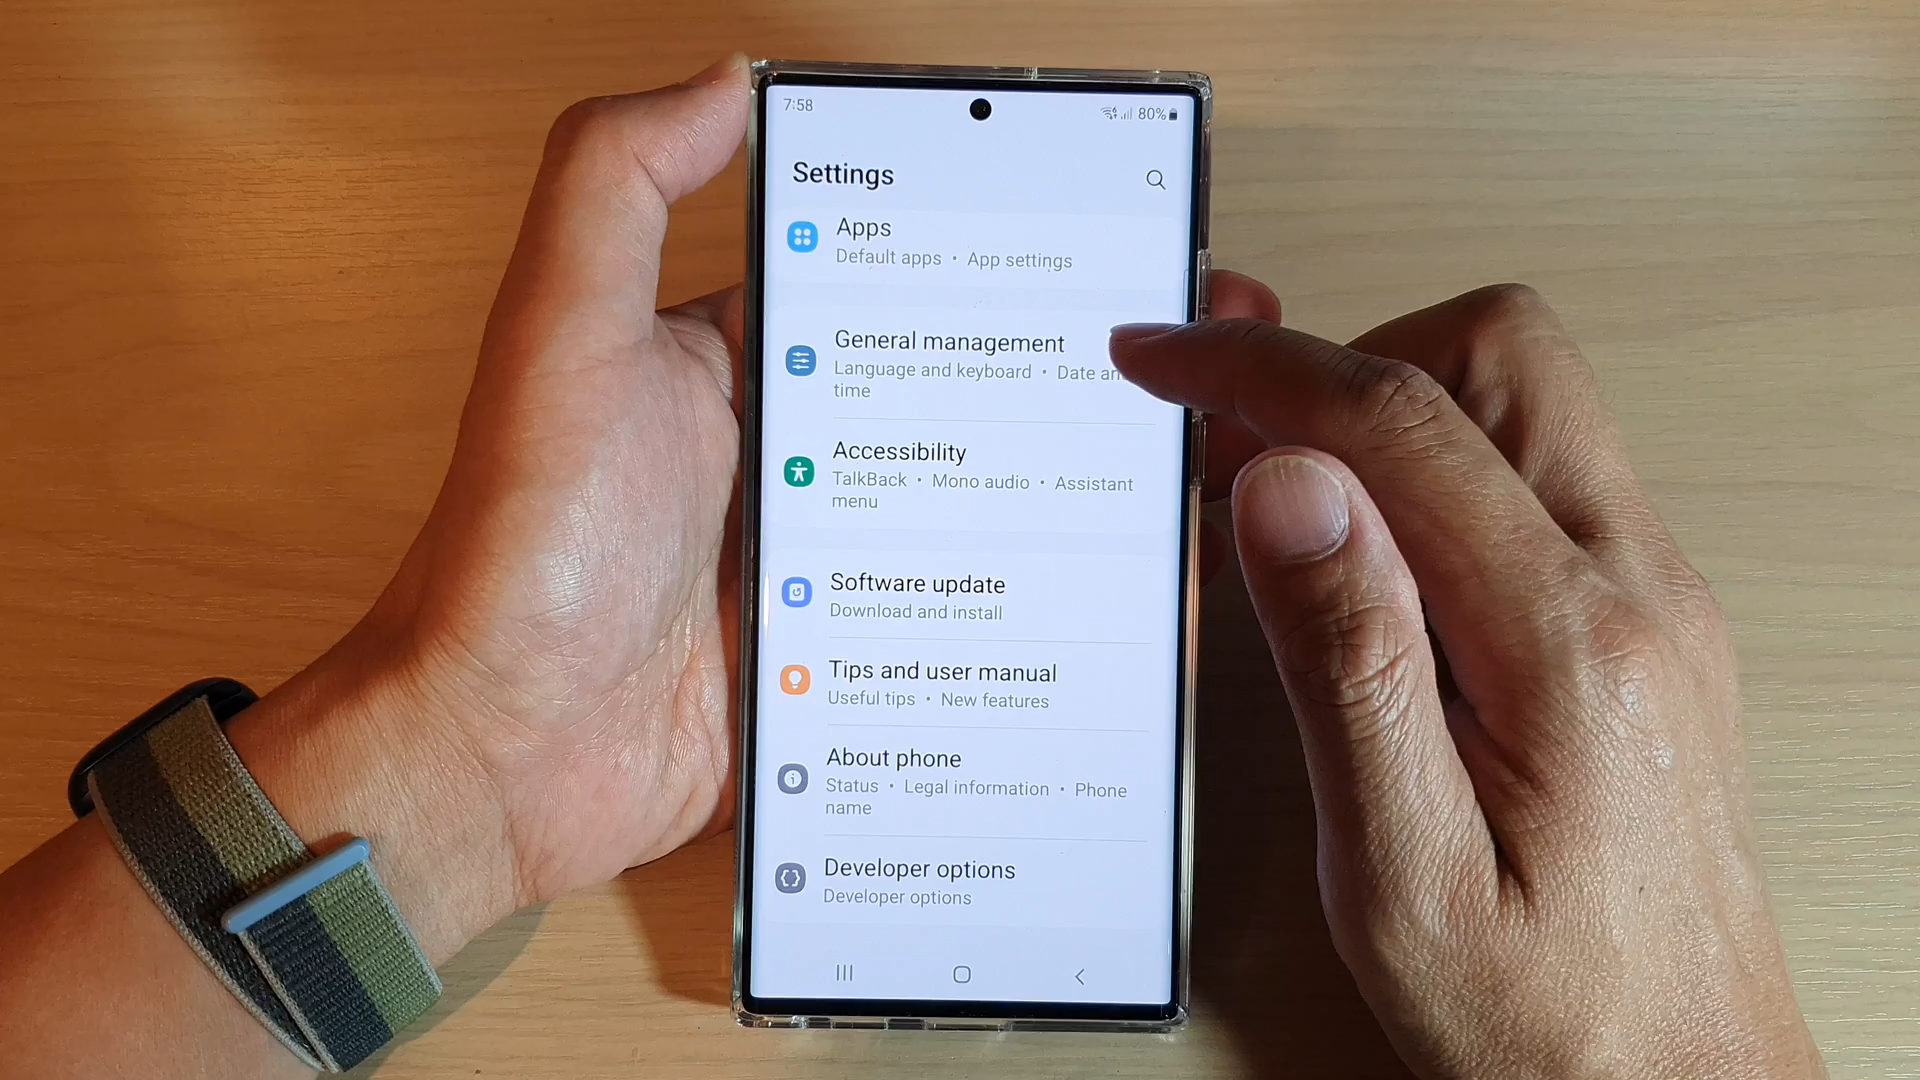 7:58
80%
Settings
Apps
Default apps • App settings
General management
Language and keyboard • Date an
time
Accessibility
TalkBack • Mono audio • Assistant
menu
Software update
Download and install
Tips and user manual
Useful tips • New features
About phone
Status • Legal information • Phone
name
Developer options
Developer options